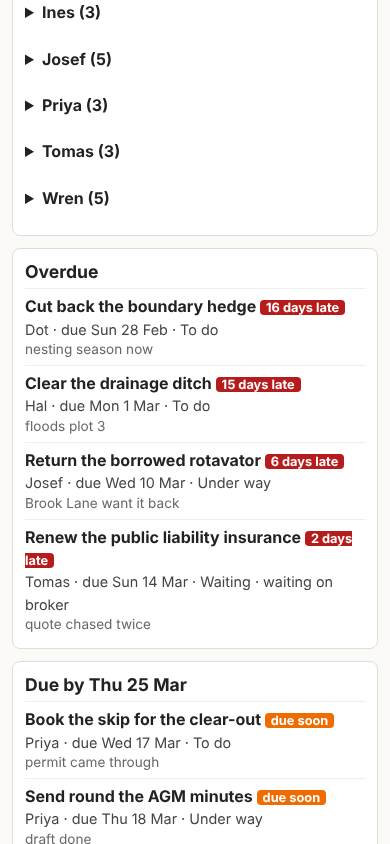 Ines (3)
Josef (5)
Priya (3)
Tomas (3)
Wren (5)
Overdue
Cut back the boundary hedge 16 days late
Dot · due Sun 28 Feb · To do
nesting season now
Clear the drainage ditch 15 days late
Hal · due Mon 1 Mar · To do
floods plot 3
Return the borrowed rotavator 6 days late
Josef · due Wed 10 Mar · Under way
Brook Lane want it back
Renew the public liability insurance 2 days
late
Tomas · due Sun 14 Mar · Waiting · waiting on
broker
quote chased twice
Due by Thu 25 Mar
Book the skip for the clear-out due soon
Priya · due Wed 17 Mar · To do
permit came through
Send round the AGM minutes due soon
Priya · due Thu 18 Mar · Under way
draft done